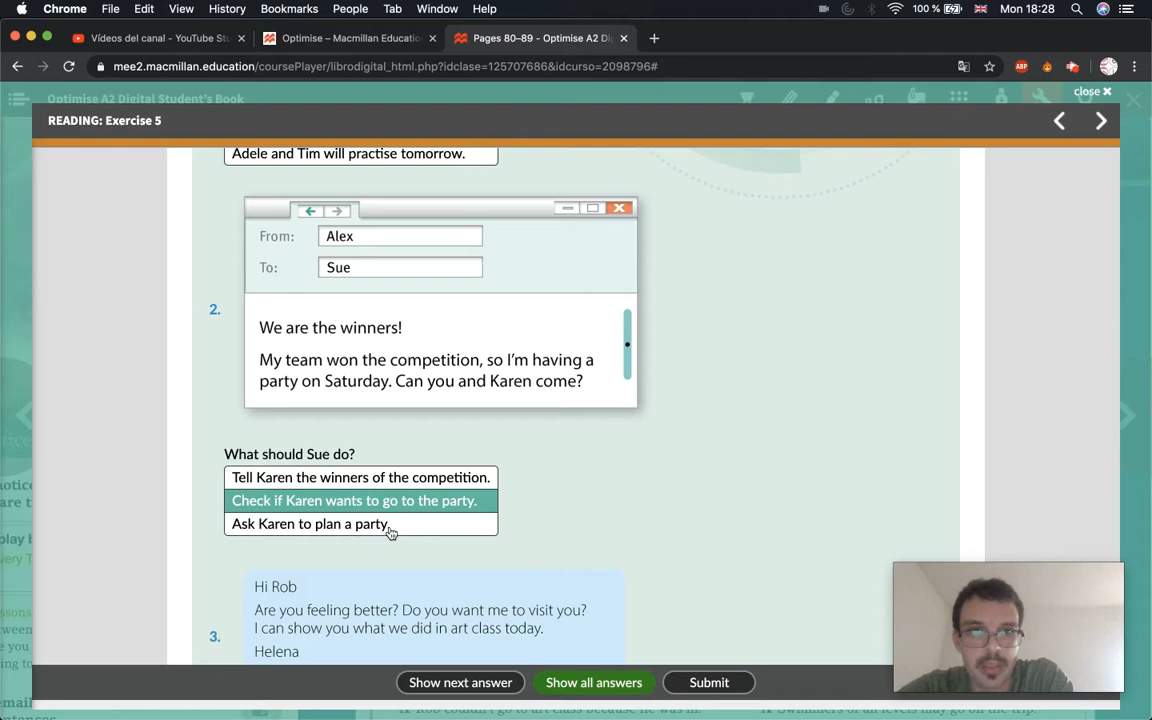 Chrome File Edit View History Bookmarks People Tab Window Help
100 % Mon 18:28
Vídeos del canal - YouTube Stu
Optimise – Macmillan Educatio
Pages 80–89 - Optimise A2 Di
mee2.macmillan.education/coursePlayer/librodigital_html.php?idclase=125707686&idcurso=2098796#
ABP
Optimise A2 Digital Student's Book
close
READING: Exercise 5
Adele and Tim will practise tomorrow.
From: Alex
To: Sue
2.
We are the winners!
My team won the competition, so I'm having a
party on Saturday. Can you and Karen come?
What should Sue do?
Tell Karen the winners of the competition.
Check if Karen wants to go to the party.
Ask Karen to plan a party.
3.
Hi Rob
Are you feeling better? Do you want me to visit you?
I can show you what we did in art class today.
Helena
Show next answer
Show all answers
Submit